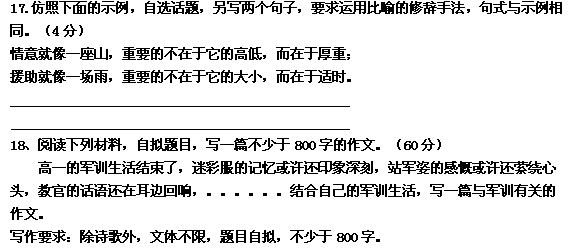 17.仿照下面的示例，自选话题，另写两个句子，要求运用比喻的修辞手法，句式与示例相
同。（4分）
情意就像一座山，重要的不在于它的高低，而在于厚重；
援助就像一场雨，重要的不在于它的大小，而在于适时。
18、阅读下列材料，自拟题目，写一篇不少于800字的作文。（60分）
高一的军训生活结束了，迷彩服的记忆或许还印象深刻，站军姿的感慨或许还萦绕心
头，教官的话语还在耳边回响，．．．．．．结合自己的军训生活，写一篇与军训有关的
作文。
写作要求：除诗歌外，文体不限，题目自拟，不少于800字。